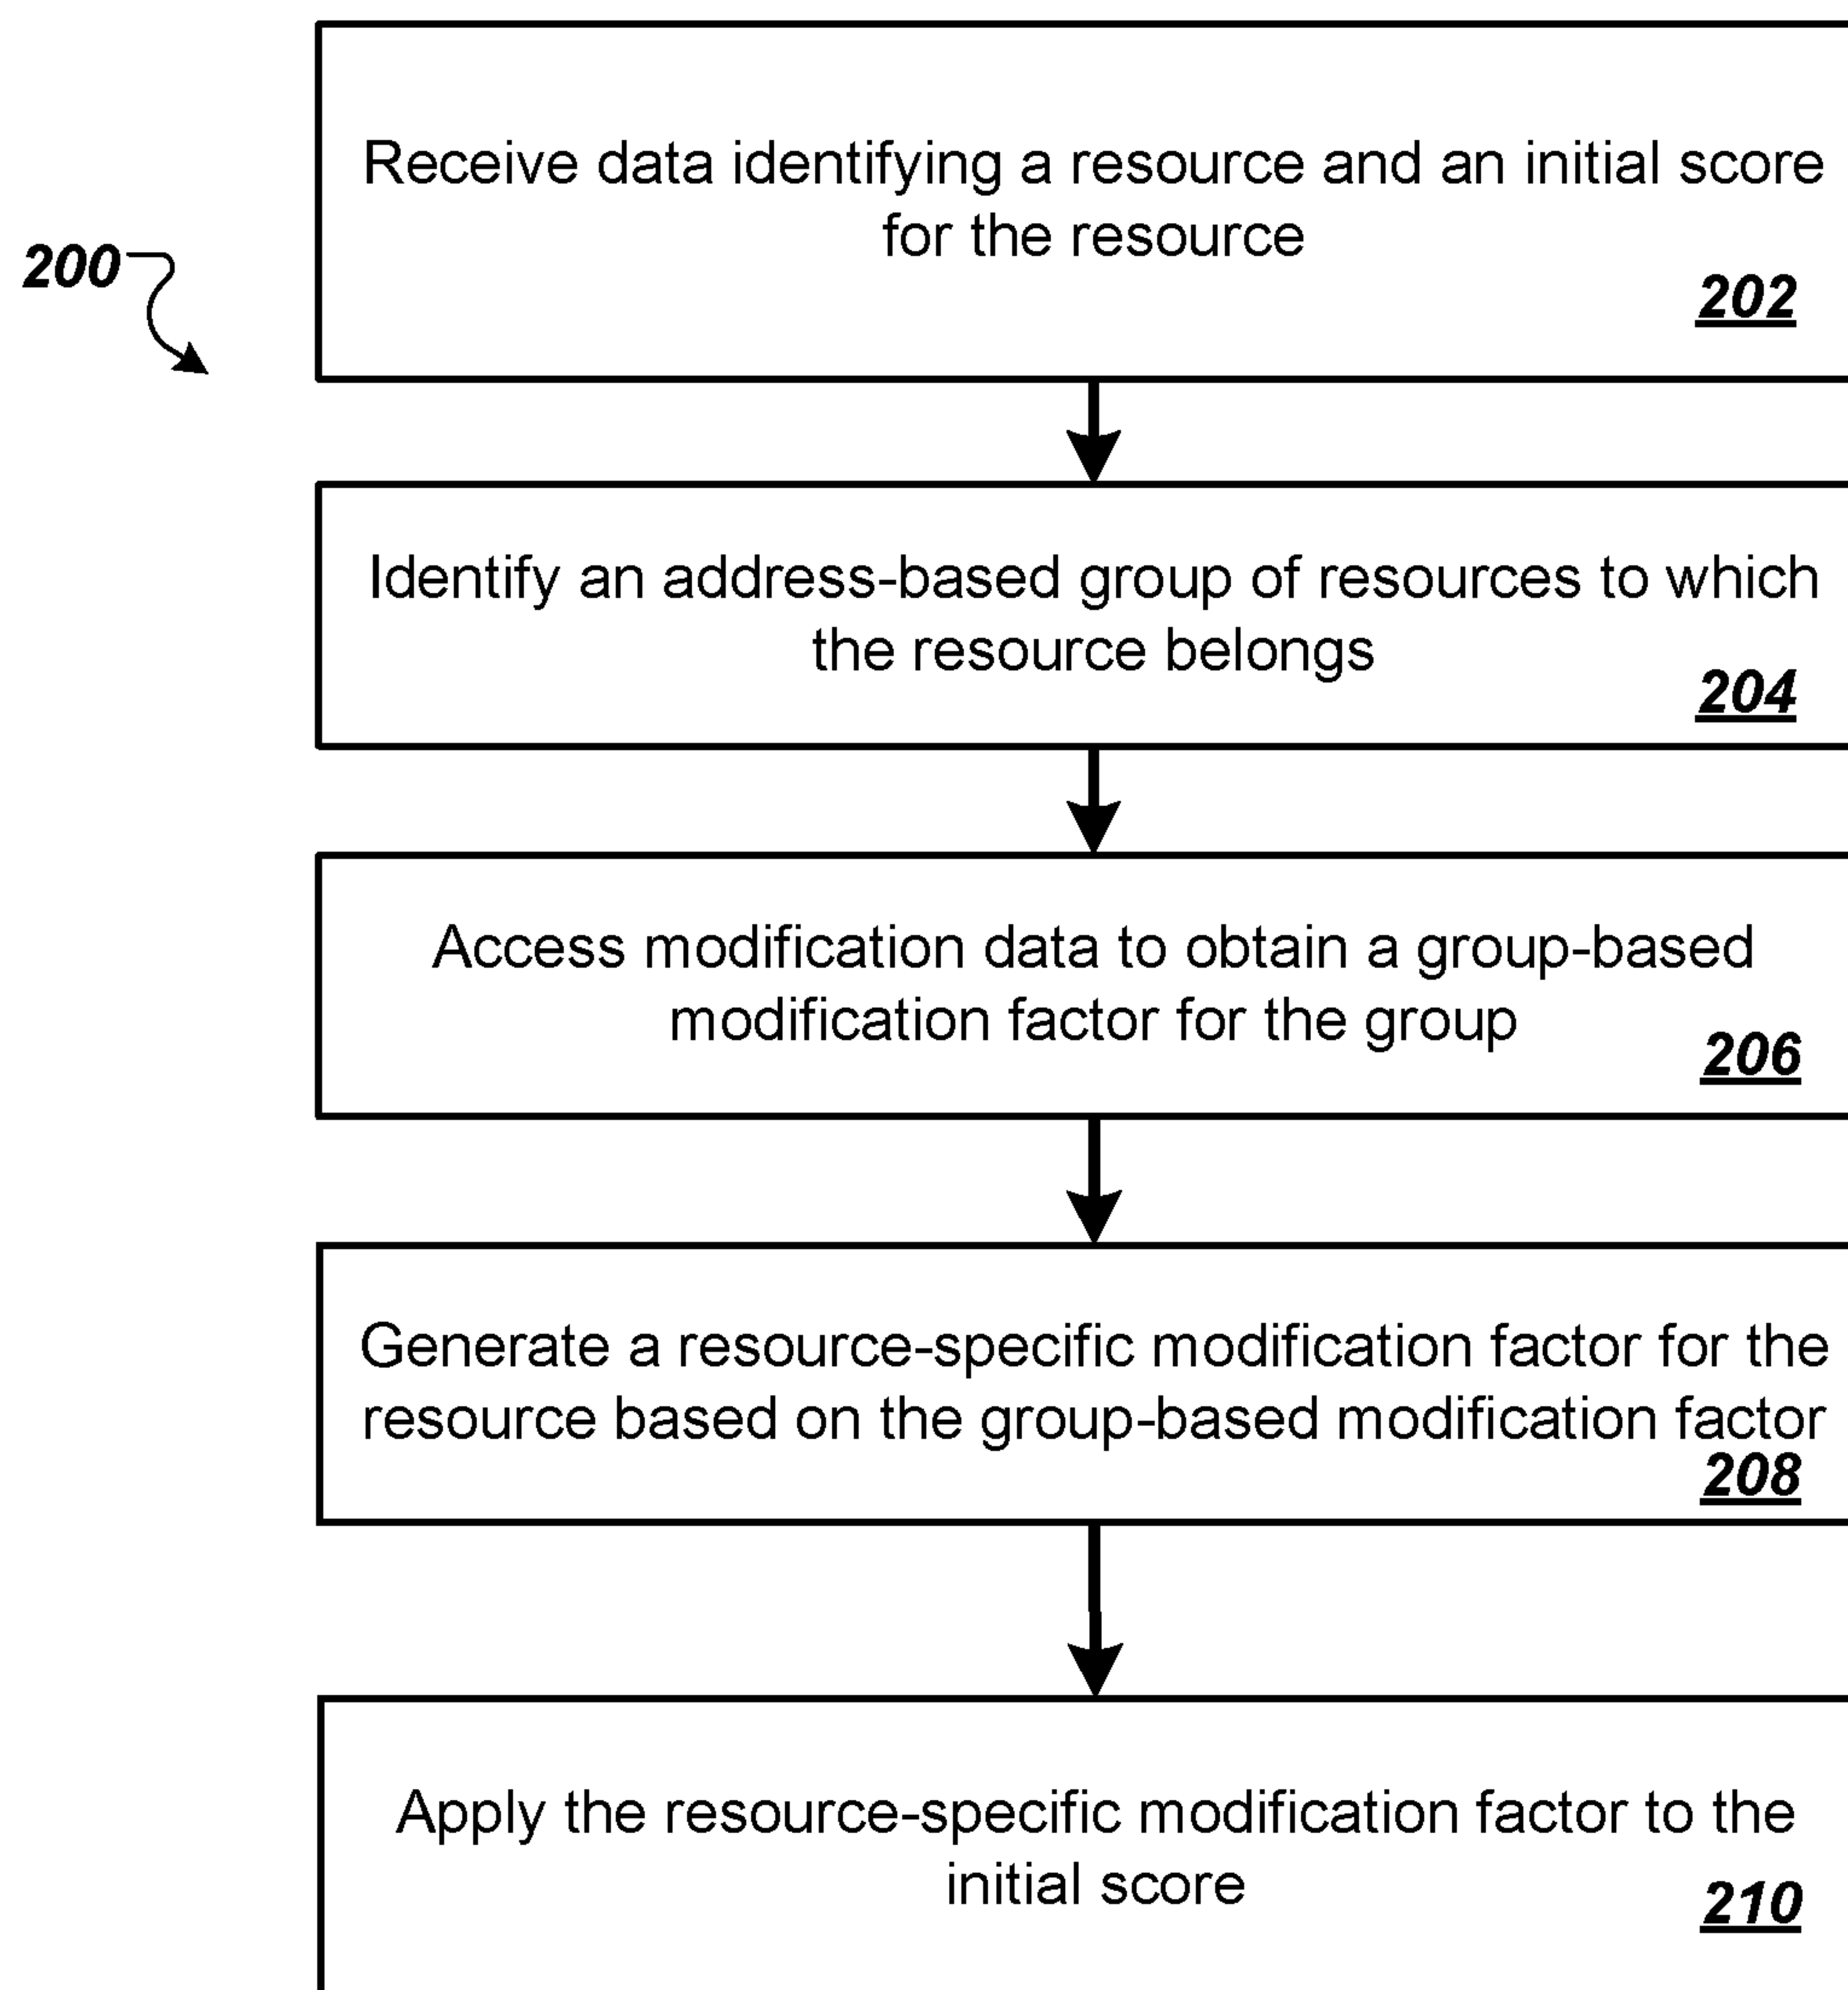 Receive data identifying a resource and an initial score
for the resource
202
200
Identify an address-based group of resources to which
the resource belongs
204
Access modification data to obtain a group-based
modification factor for the group
206
Generate a resource-specific modification factor for the
resource based on the group-based modification factor
208
Apply the resource-specific modification factor to the
initial score
210